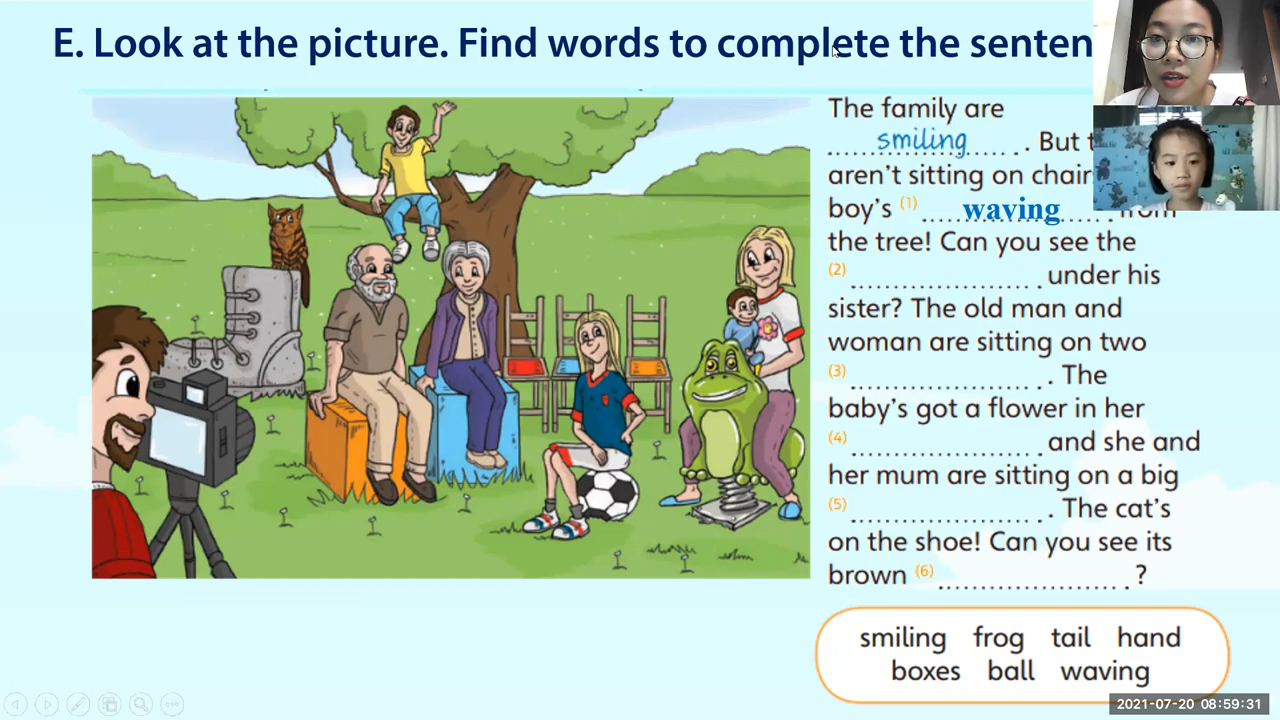 E. Look at the picture. Find words to complete the senten
The family are
smiling . But t
aren't sitting on chair
boy's (1) waving from
the tree! Can you see the
(2) under his
sister? The old man and
woman are sitting on two
(3) . The
baby's got a flower in her
(4) and she and
her mum are sitting on a big
(5) . The cat's
on the shoe! Can you see its
brown (6) ?
smiling frog tail hand
boxes ball waving
2021-07-20 08:59:31